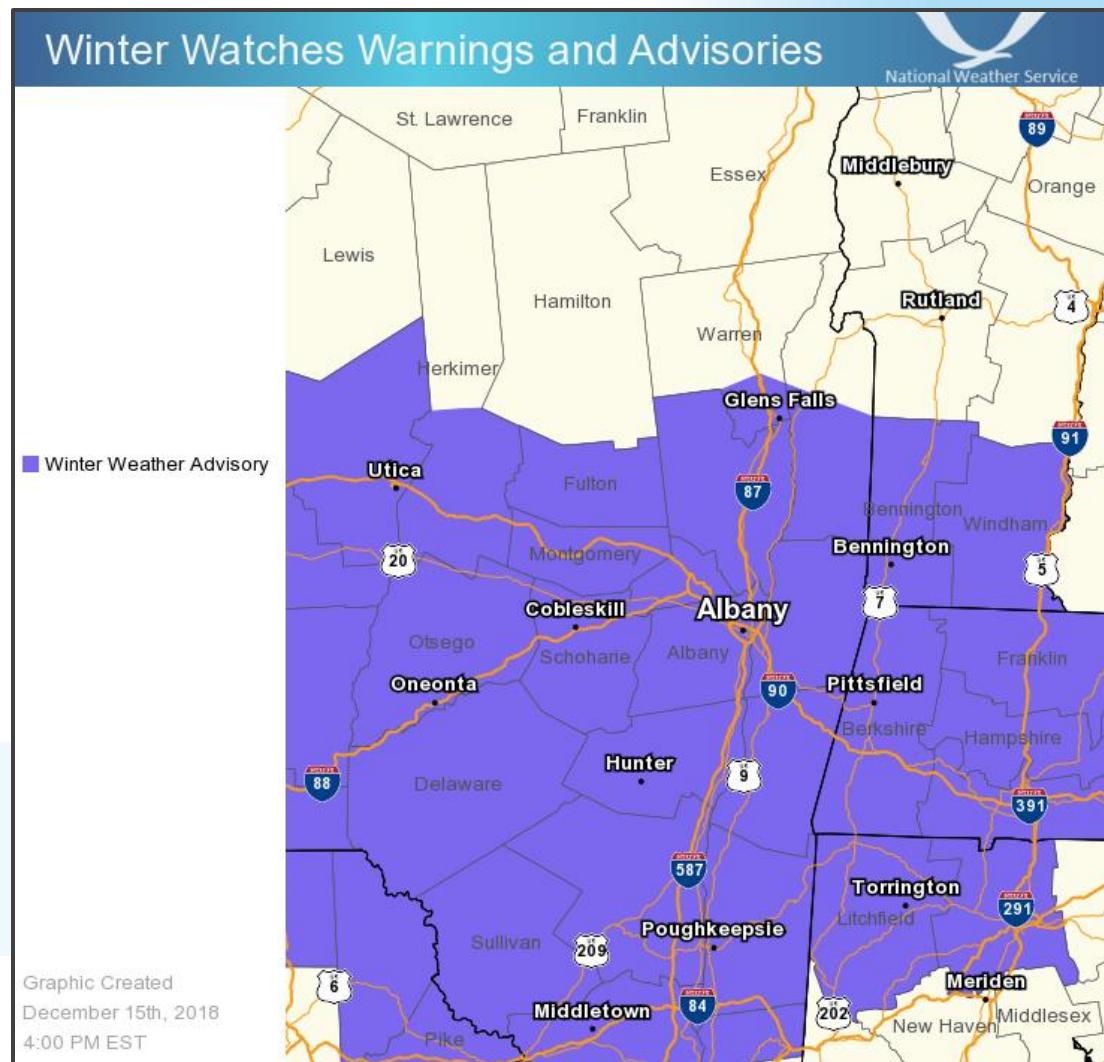 Winter Watches Warnings and Advisories
National Weather Service
St. Lawrence
Franklin
89
Essex
Middlebury
Orange
Lewis
Hamilton
Rutland
4
Warren
Herkimer
Glens Falls
91
Winter Weather Advisory
Utica
Fulton
87
Bennington
Windham
Montgomery
Bennington
20
5
7
Cobleskill
Albany
Otsego
Schoharie
Albany
Franklin
Oneonta
90
Pittsfield
Berkshire
Hampshire
Hunter
9
88
Delaware
391
587
Torrington
291
Litchfield
Poughkeepsie
Sullivan
209
Graphic Created
December 15th, 2018
4:00 PM EST
6
Middletown
84
Meriden
202
Middlesex
New Haven
Pike